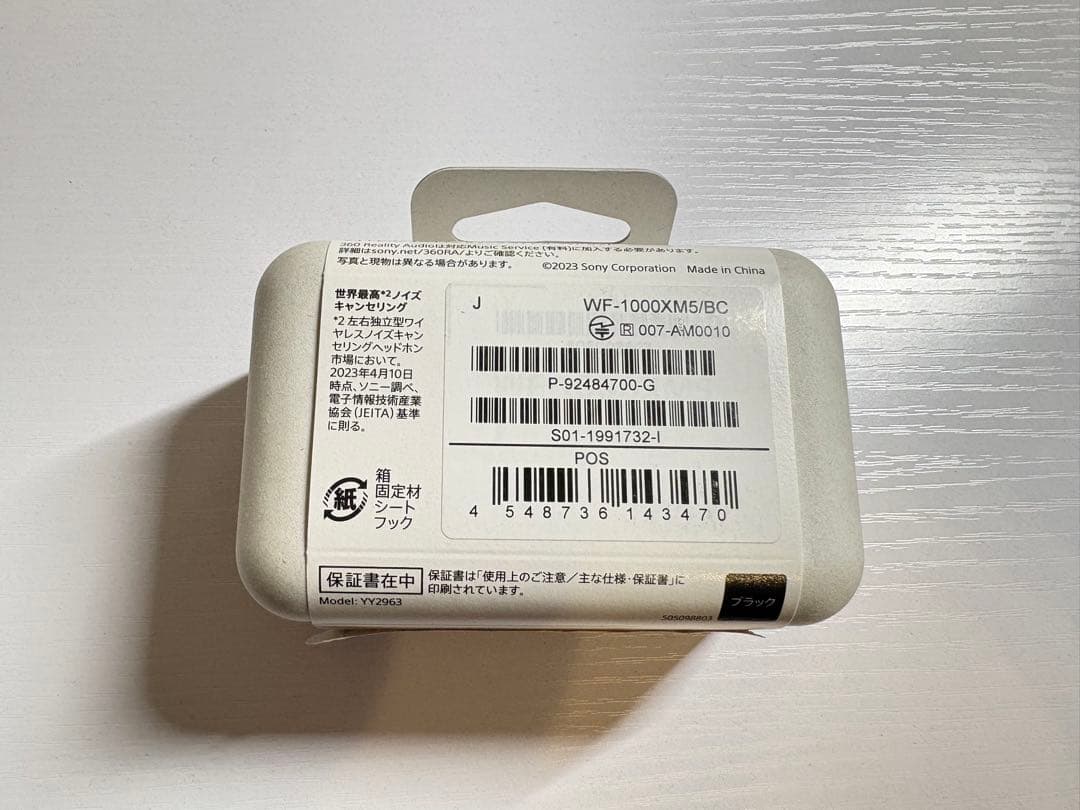 360 Reality Audioは対応Music Service (有料)に加入する必要があります。
詳細はsony.net/360RA/よりご確認ください。
写真と現物は異なる場合があります。
©2023 Sony Corporation Made in China
世界最高*2ノイズ
キャンセリング
*2 左右独立型ワイ
ヤレスノイズキャン
セリングヘッドホン
市場において。
2023年4月10日
時点、ソニー調べ、
電子情報技術産業
協会(JEITA)基準
に則る。
J
WF-1000XM5/BC
R 007-AM0010
P-92484700-G
S01-1991732-I
POS
4 548736 143470
紙
箱
固定材
シート
フック
保証書在中
保証書は「使用上のご注意/主な仕様・保証書」に
印刷されています。
Model: YY2963
505098803
ブラック